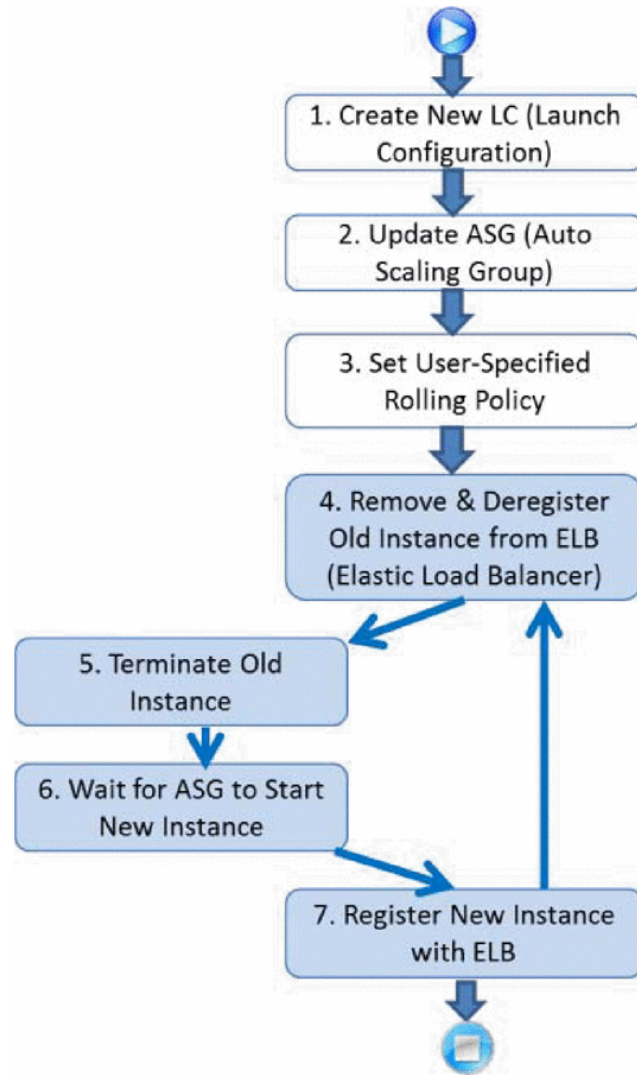 1. Create New LC (Launch
Configuration)
2. Update ASG (Auto
Scaling Group)
3. Set User-Specified
Rolling Policy
4. Remove & Deregister
Old Instance from ELB
(Elastic Load Balancer)
5. Terminate Old
Instance
6. Wait for ASG to Start
New Instance
7. Register New Instance
with ELB